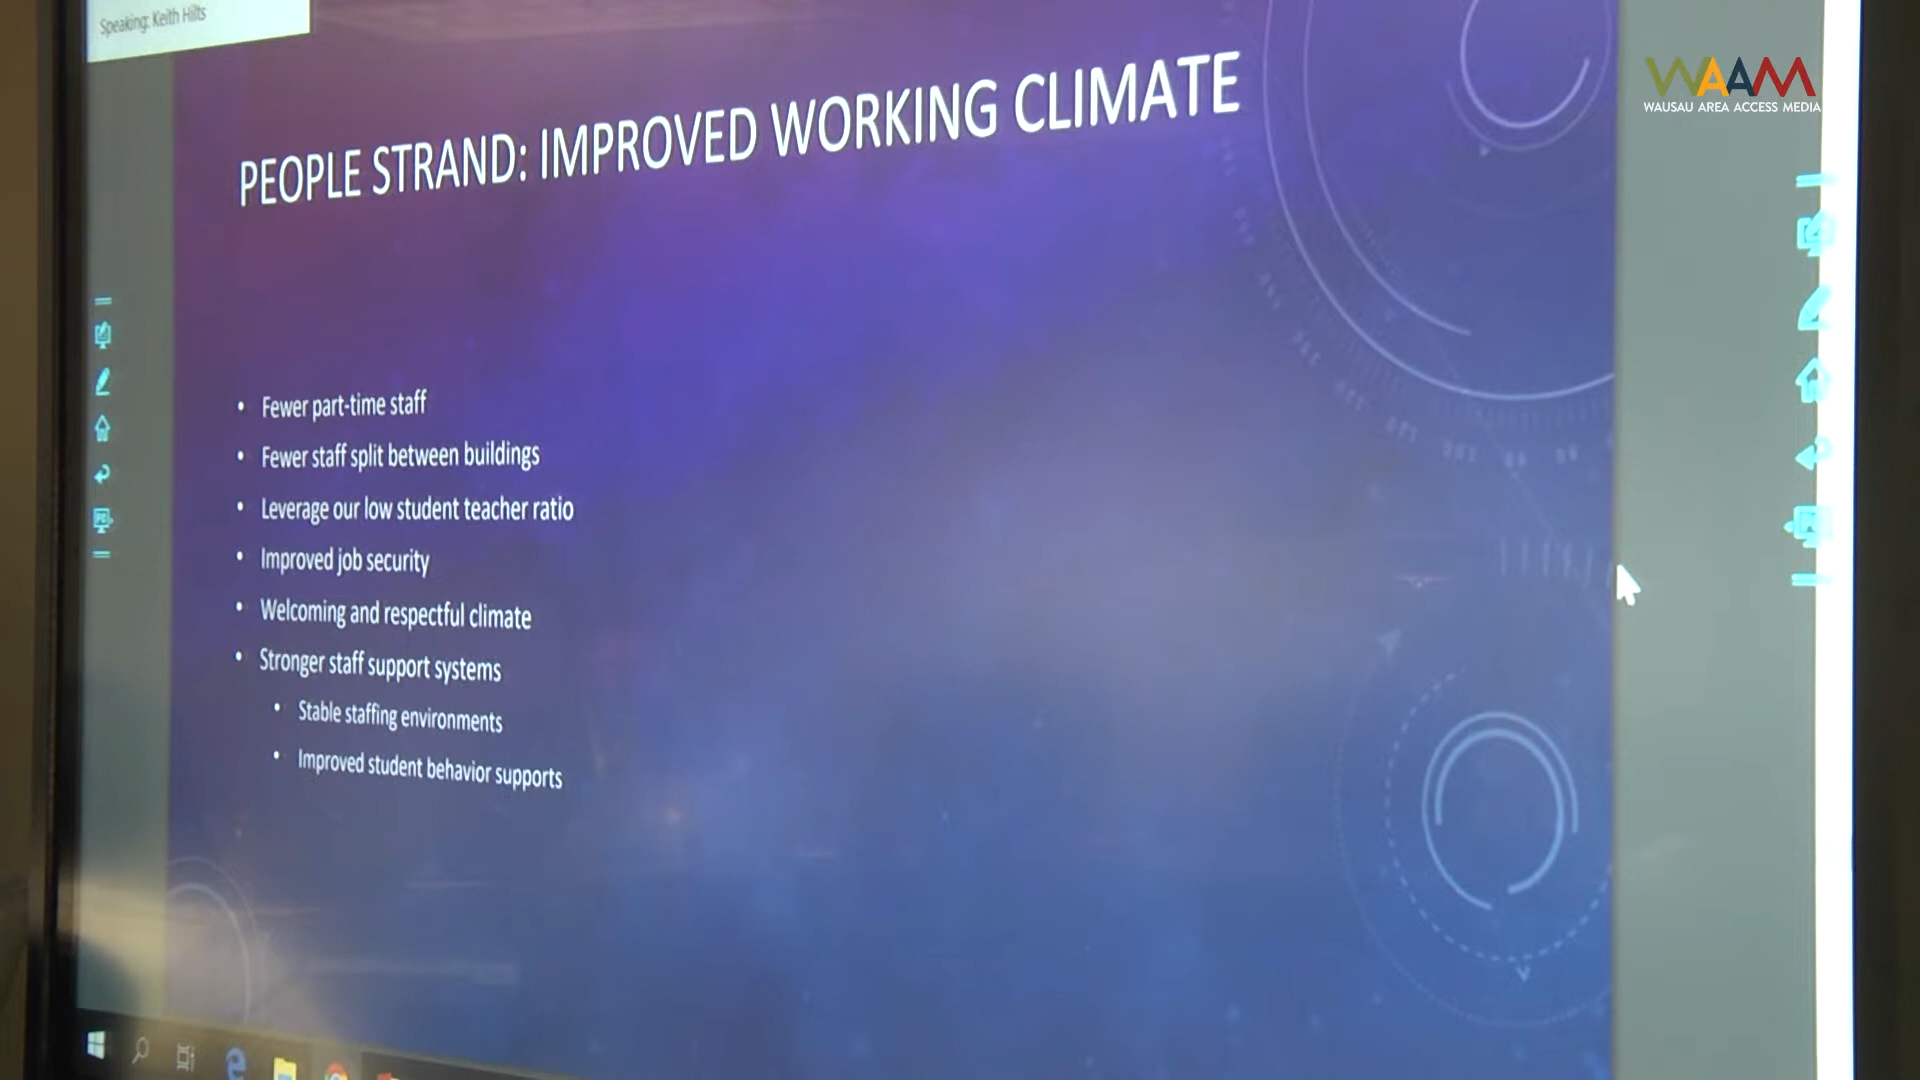 Speaking: Keith Hilts
WAAM
WAUSAU AREA ACCESS MEDIA
PEOPLE STRAND: IMPROVED WORKING CLIMATE
• Fewer part-time staff
• Fewer staff split between buildings
• Leverage our low student teacher ratio
• Improved job security
• Welcoming and respectful climate
• Stronger staff support systems
• Stable staffing environments
• Improved student behavior supports